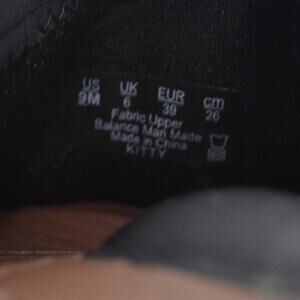 US UK EUR cm
9M 6 39 26
Fabric Upper
Balance Man Made
Made in China
KITTY